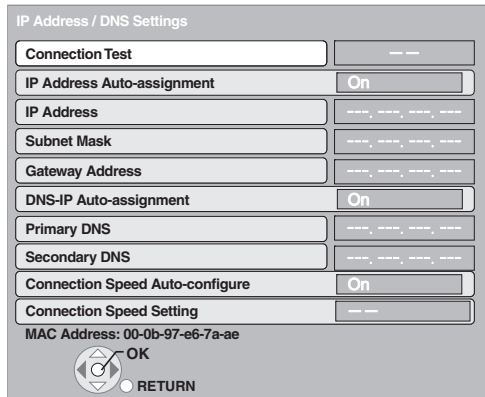 IP Address / DNS Settings
Connection Test — —
IP Address Auto-assignment On
IP Address ---. ---. ---. ---
Subnet Mask ---. ---. ---. ---
Gateway Address ---. ---. ---. ---
DNS-IP Auto-assignment On
Primary DNS ---. ---. ---. ---
Secondary DNS ---. ---. ---. ---
Connection Speed Auto-configure On
Connection Speed Setting — —
MAC Address: 00-0b-97-e6-7a-ae
OK
RETURN